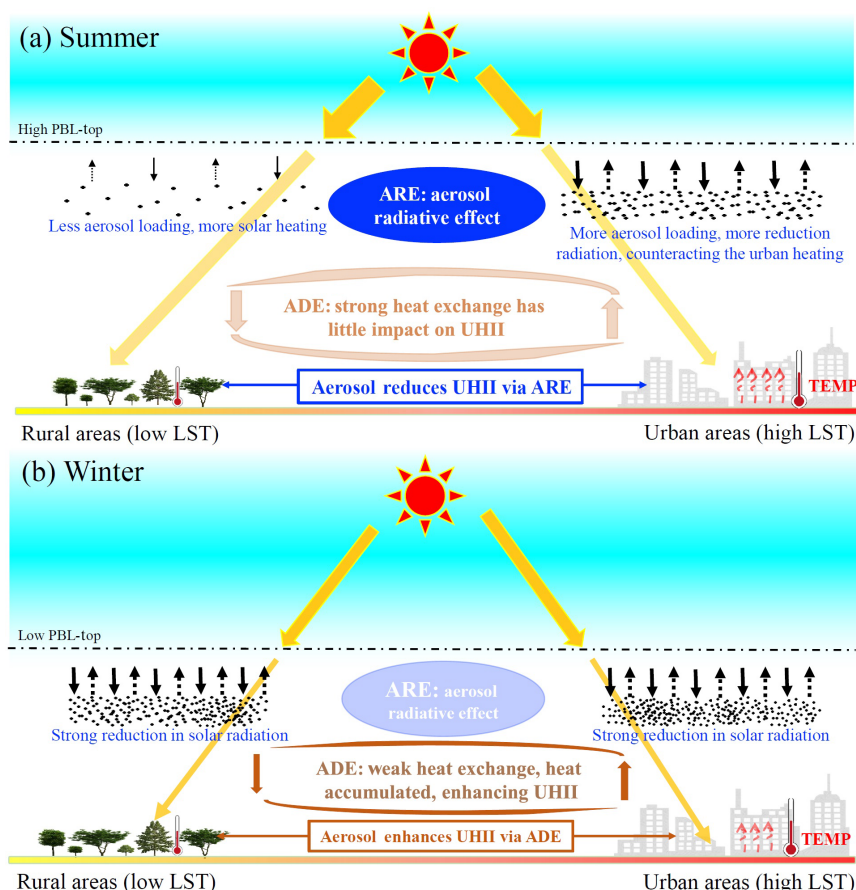 (a) Summer
High PBL-top
ARE: aerosol
radiative effect
Less aerosol loading, more solar heating
More aerosol loading, more reduction
radiation, counteracting the urban heating
ADE: strong heat exchange has
little impact on UHII
Aerosol reduces UHII via ARE
TEMP
Rural areas (low LST)
Urban areas (high LST)
(b) Winter
Low PBL-top
ARE: aerosol
radiative effect
Strong reduction in solar radiation
Strong reduction in solar radiation
ADE: weak heat exchange, heat
accumulated, enhancing UHII
Aerosol enhances UHII via ADE
TEMP
Rural areas (low LST)
Urban areas (high LST)